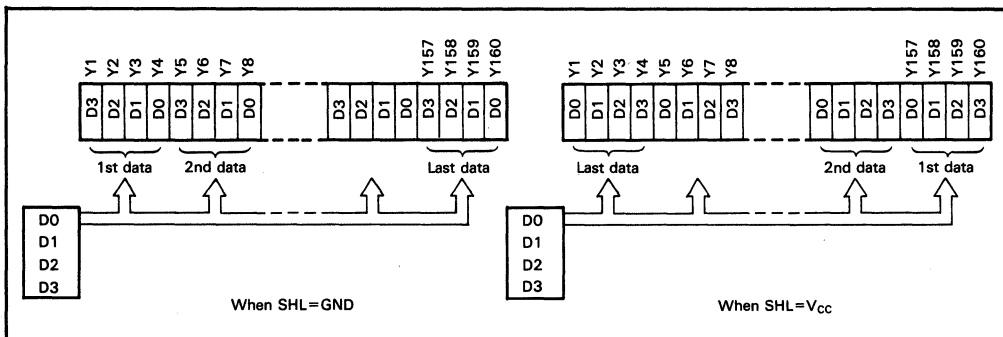 Y1 Y2 Y3 Y4 Y5 Y6 Y7 Y8 Y157 Y158 Y159 Y160
D3 D2 D1 D0 D3 D2 D1 D0 D3 D2 D1 D0 D3 D2 D1 D0
1st data 2nd data Last data
D0
D1
D2
D3
When SHL=GND
Y1 Y2 Y3 Y4 Y5 Y6 Y7 Y8 Y157 Y158 Y159 Y160
D0 D1 D2 D3 D0 D1 D2 D3 D0 D1 D2 D3 D0 D1 D2 D3
Last data 2nd data 1st data
D0
D1
D2
D3
When SHL=VCC